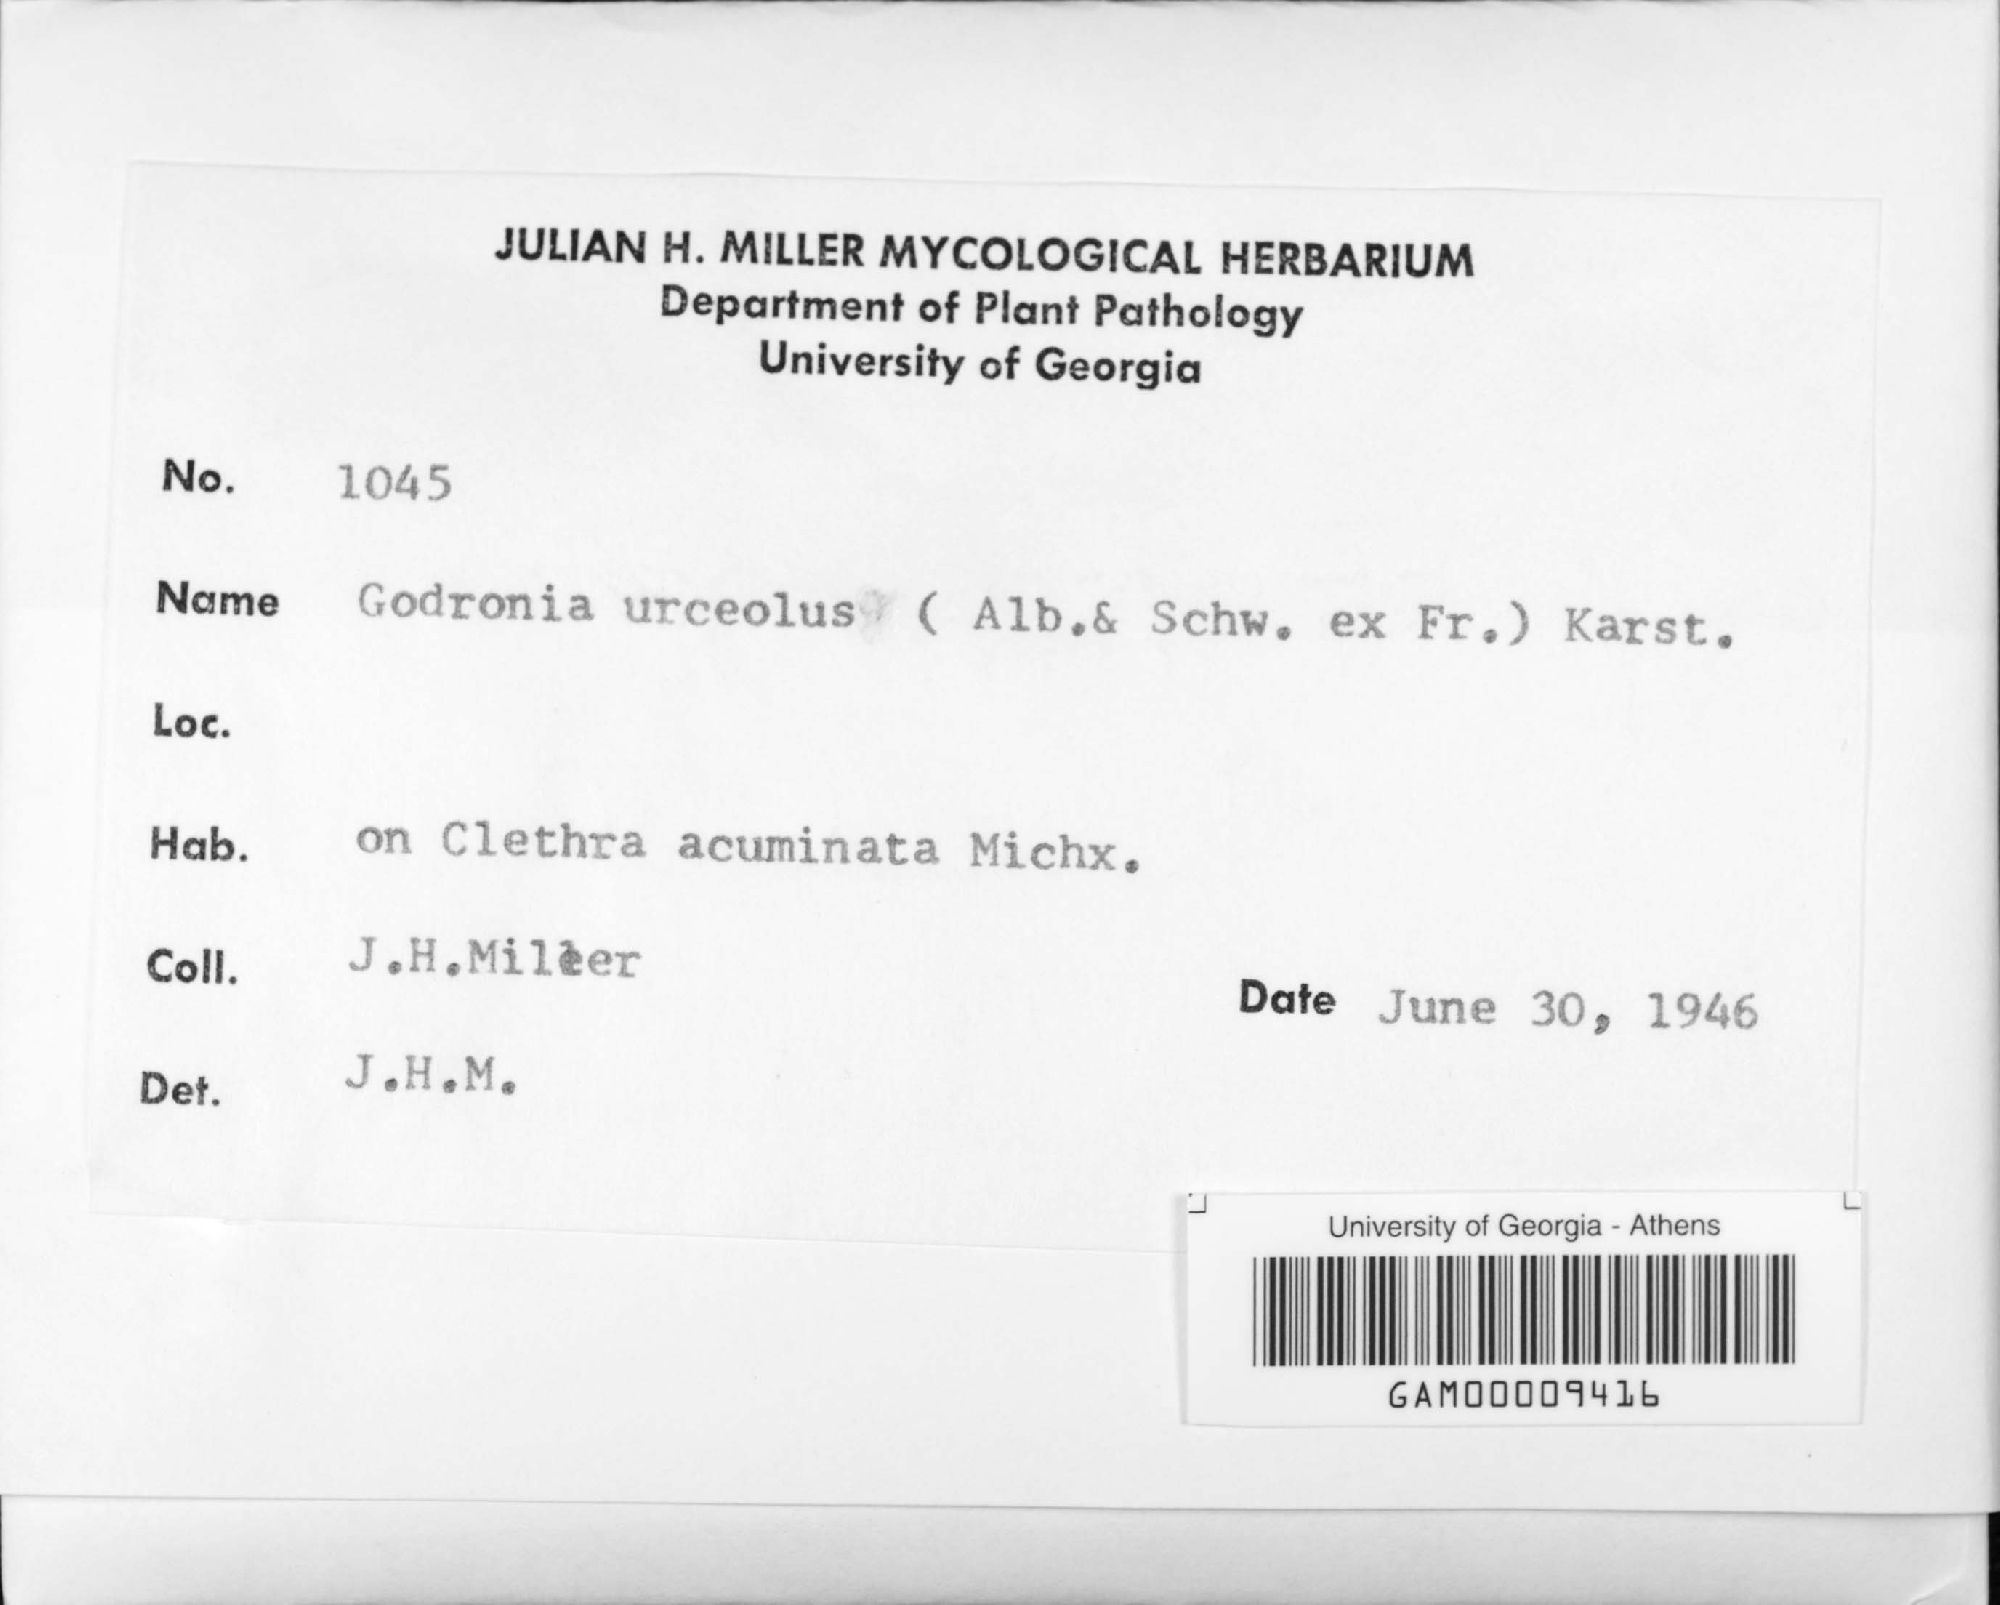 JULIAN H. MILLER MYCOLOGICAL HERBARIUM
Department of Plant Pathology
University of Georgia
No. 1045
Name Godronia urceolus ( Alb.& Schw. ex Fr.) Karst.
Loc.
Hab. on Clethra acuminata Michx.
Coll. J.H.Miller
Date June 30, 1946
Det. J.H.M.
University of Georgia - Athens
GAM00009416